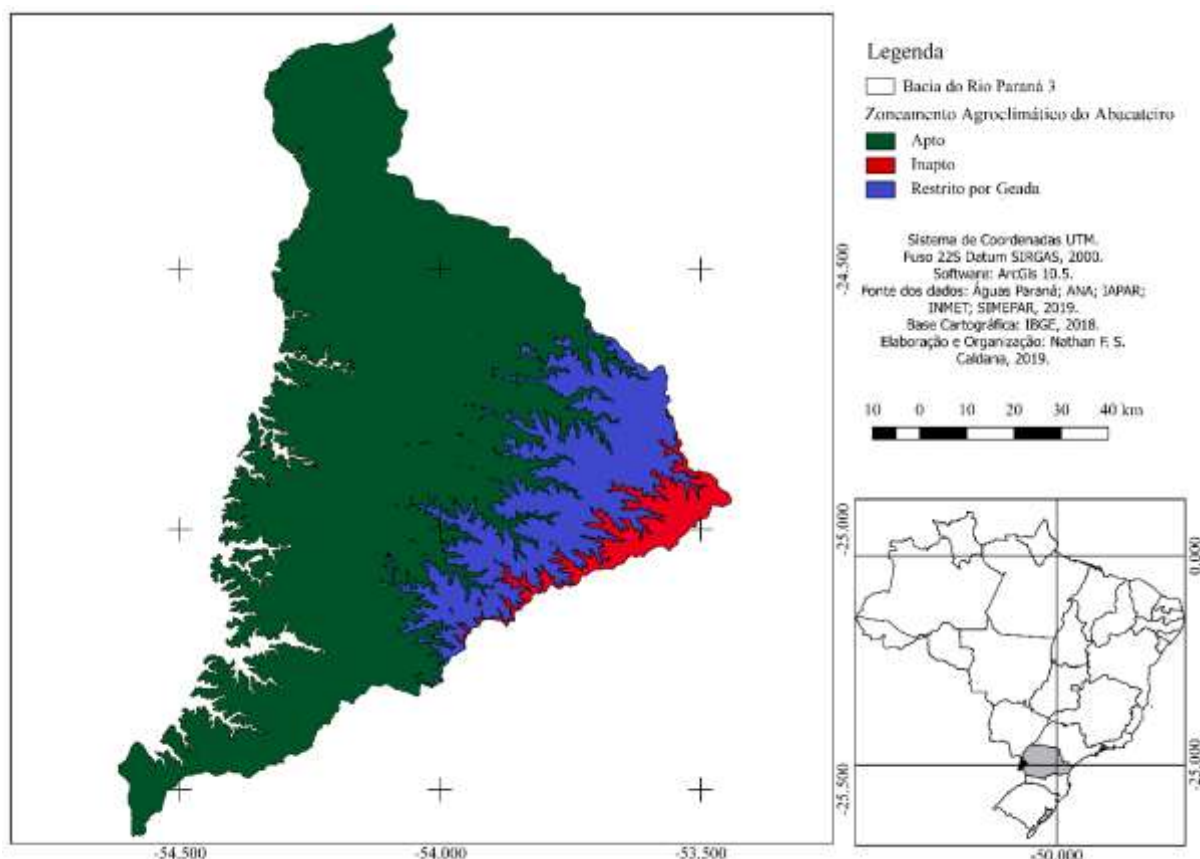 Legenda
Bacia do Rio Paraná 3
Zoneamento Agroclimático do Abacateiro
Apto
Inapto
Restrito por Geada
Sistema de Coordenadas UTM.
Fuso 22S Datum SIRGAS, 2000.
Software: ArcGis 10.5.
Fonte dos dados: Águas Paraná; ANA; IAPAR;
INMET; SIMEPAR, 2019.
Base Cartográfica: IBGE, 2018.
Elaboração e Organização: Nathan F. S.
Caldana, 2019.
10 0 10 20 30 40 km
-24.500
-25.000
-25.500
-54.500 -54.000 -53.500
0.000
-25.000
-50.000